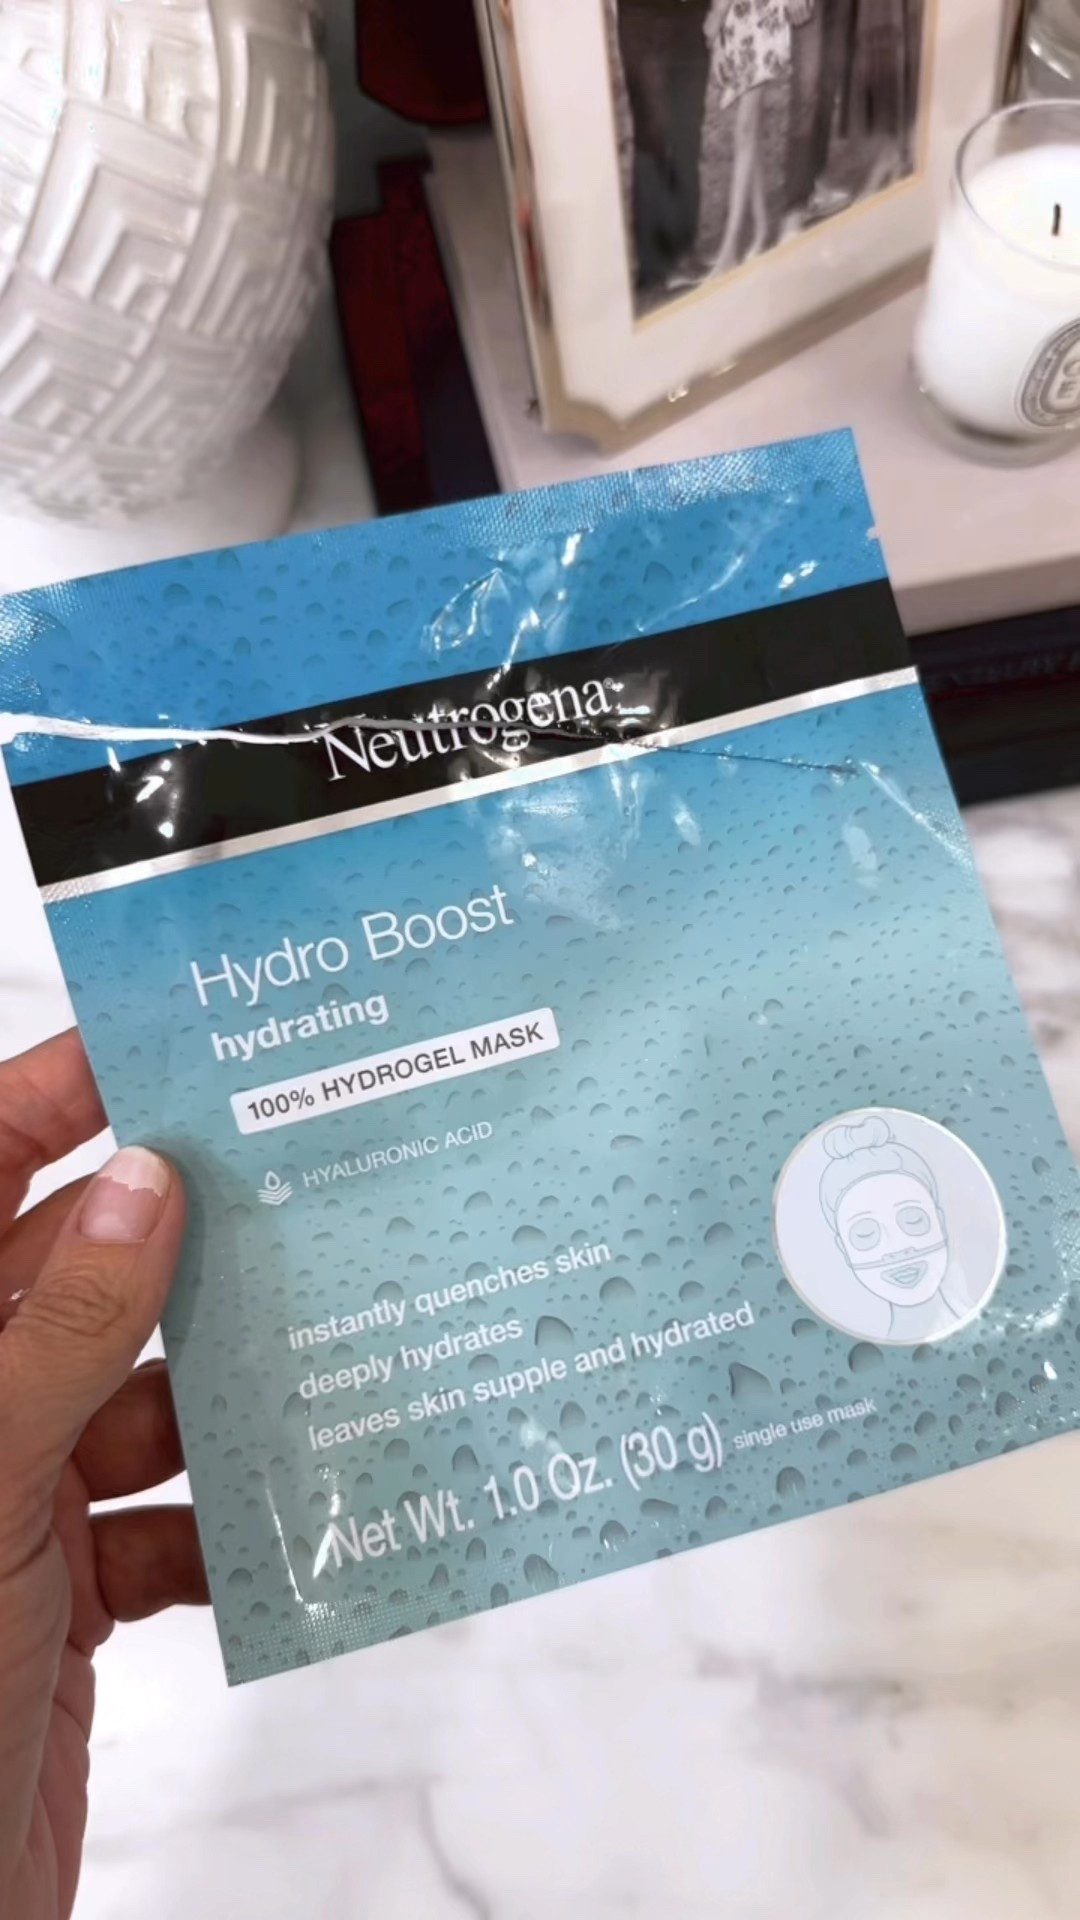 Neutrogena®
Hydro Boost
hydrating
100% HYDROGEL MASK
HYALURONIC ACID
instantly quenches skin
deeply hydrates
leaves skin supple and hydrated
Net Wt. 1.0 Oz. (30 g) single use mask